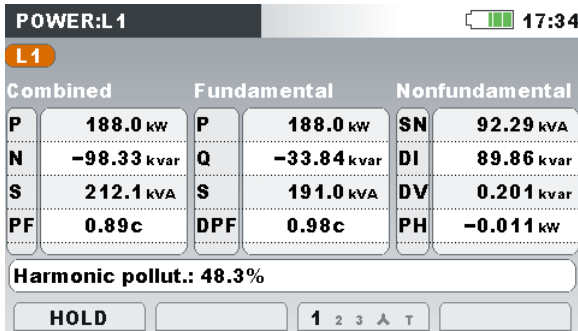 POWER:L1 17:34
L1
Combined Fundamental Nonfundamental
P 188.0 kW P 188.0 kW SN 92.29 kVA
N -98.33 kvar Q -33.84 kvar DI 89.86 kvar
S 212.1 kVA S 191.0 kVA DV 0.201 kvar
PF 0.89c DPF 0.98c PH -0.011 kW
Harmonic pollut.: 48.3%
HOLD 1 2 3 人 T